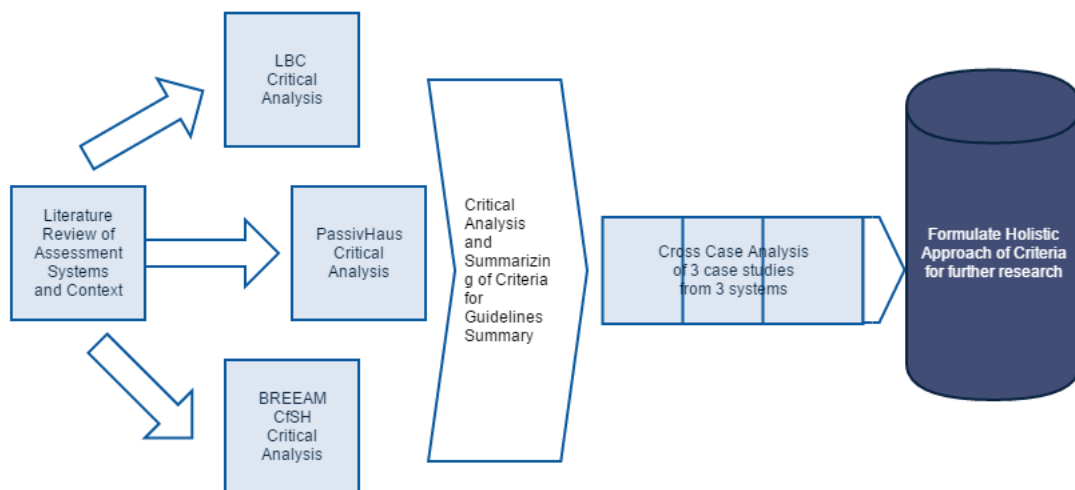 LBC
Critical
Analysis
Literature
Review of
Assessment
Systems
and Context
PassivHaus
Critical
Analysis
BREEAM
CfSH
Critical
Analysis
Critical
Analysis
and
Summarizin
g of Criteria
for
Guidelines
Summary
Cross Case Analysis
of 3 case studies
from 3 systems
Formulate Holistic
Approach of Criteria
for further research